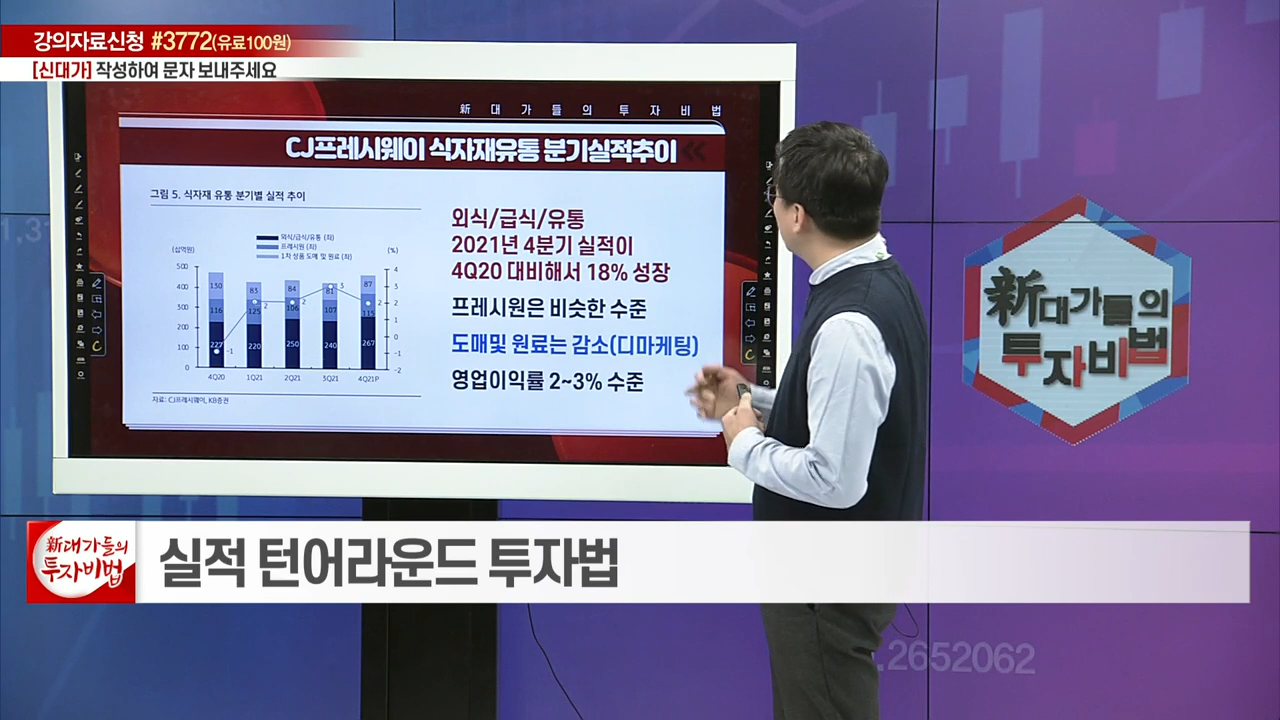 강의자료신청 #3772(유료100원)
[신대가] 작성하여 문자 보내주세요
新 대 가 들 의 투 자 비 법
CJ프레시웨이 식자재유통 분기실적추이
그림 5. 식자재 유통 분기별 실적 추이
외식/급식/유통 (좌)
프레시원 (좌)
1차 상품 도매 및 원료 (좌)
(십억원)
(%)
500
400
300
200
100
0
4
3
2
1
0
-1
-2
130
83
84
81
87
116
125
106
107
115
227
220
250
240
267
-1
2
2
3
2
4Q20
1Q21
2Q21
3Q21
4Q21P
자료: CJ프레시웨이, KB증권
외식/급식/유통
2021년 4분기 실적이
4Q20 대비해서 18% 성장
프레시원은 비슷한 수준
도매및 원료는 감소(디마케팅)
영업이익률 2~3% 수준
新대가들의
투자비법
新대가들의
투자비법
실적 턴어라운드 투자법
.2652062